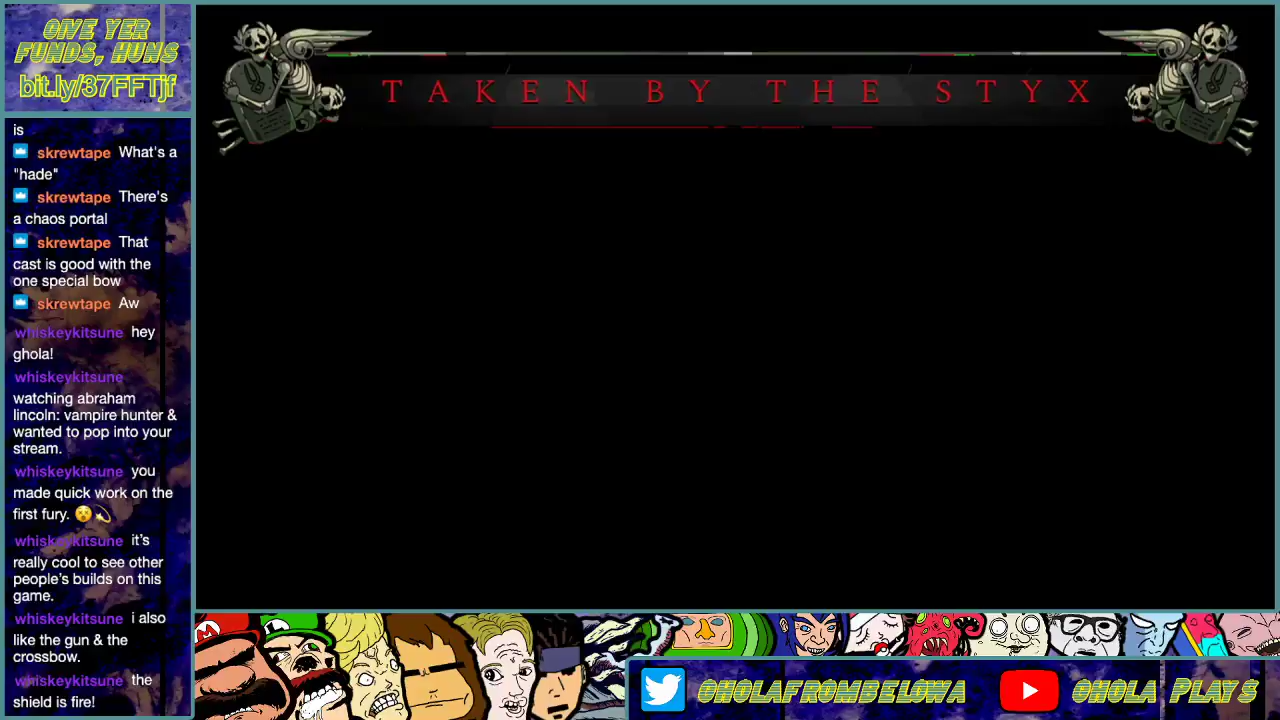 GIVE YER
FUNDS, HUNS
bit.ly/37FFTjf
TAKEN BY THE STYX
is
skrewtape What's a
"hade"
skrewtape There's
a chaos portal
skrewtape That
cast is good with the
one special bow
skrewtape Aw
whiskeykitsune hey
ghola!
whiskeykitsune
watching abraham
lincoln: vampire hunter &
wanted to pop into your
stream.
whiskeykitsune you
made quick work on the
first fury. 😵💫
whiskeykitsune it's
really cool to see other
people's builds on this
game.
whiskeykitsune i also
like the gun & the
crossbow.
whiskeykitsune the
shield is fire!
M
L
GHOLAFROMBELOWA
GHOLA PLAYS